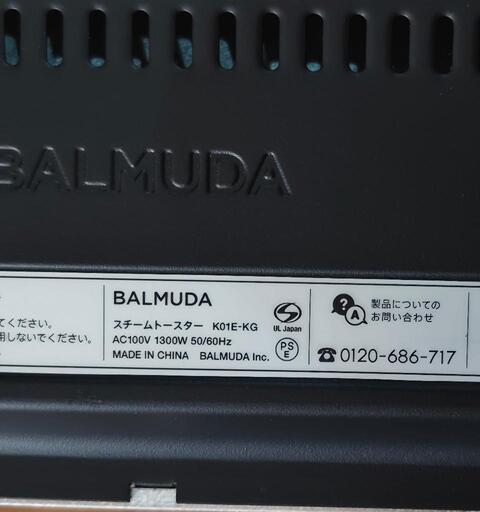 BALMUDA
てください。
用しないでください。
BALMUDA
スチームトースター K01E-KG
AC100V 1300W 50/60Hz
MADE IN CHINA BALMUDA Inc.
S
UL Japan
PS
E
?
A
製品についての
お問い合わせ
☎0120-686-717